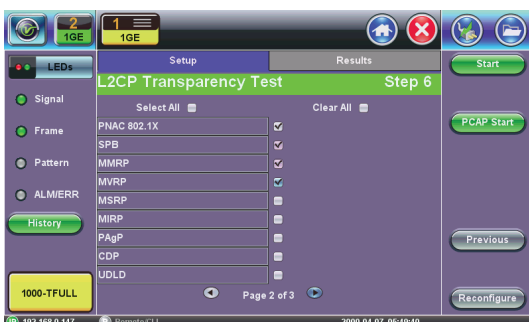 2
1GE
1
1GE
LEDs
Signal
Frame
Pattern
ALM/ERR
History
1000-TFULL
Setup
Results
L2CP Transparency Test
Step 6
Select All
Clear All
PNAC 802.1X
SPB
MMRP
MVRP
MSRP
MIRP
PAgP
CDP
UDLD
Page 2 of 3
Start
PCAP Start
Previous
Reconfigure